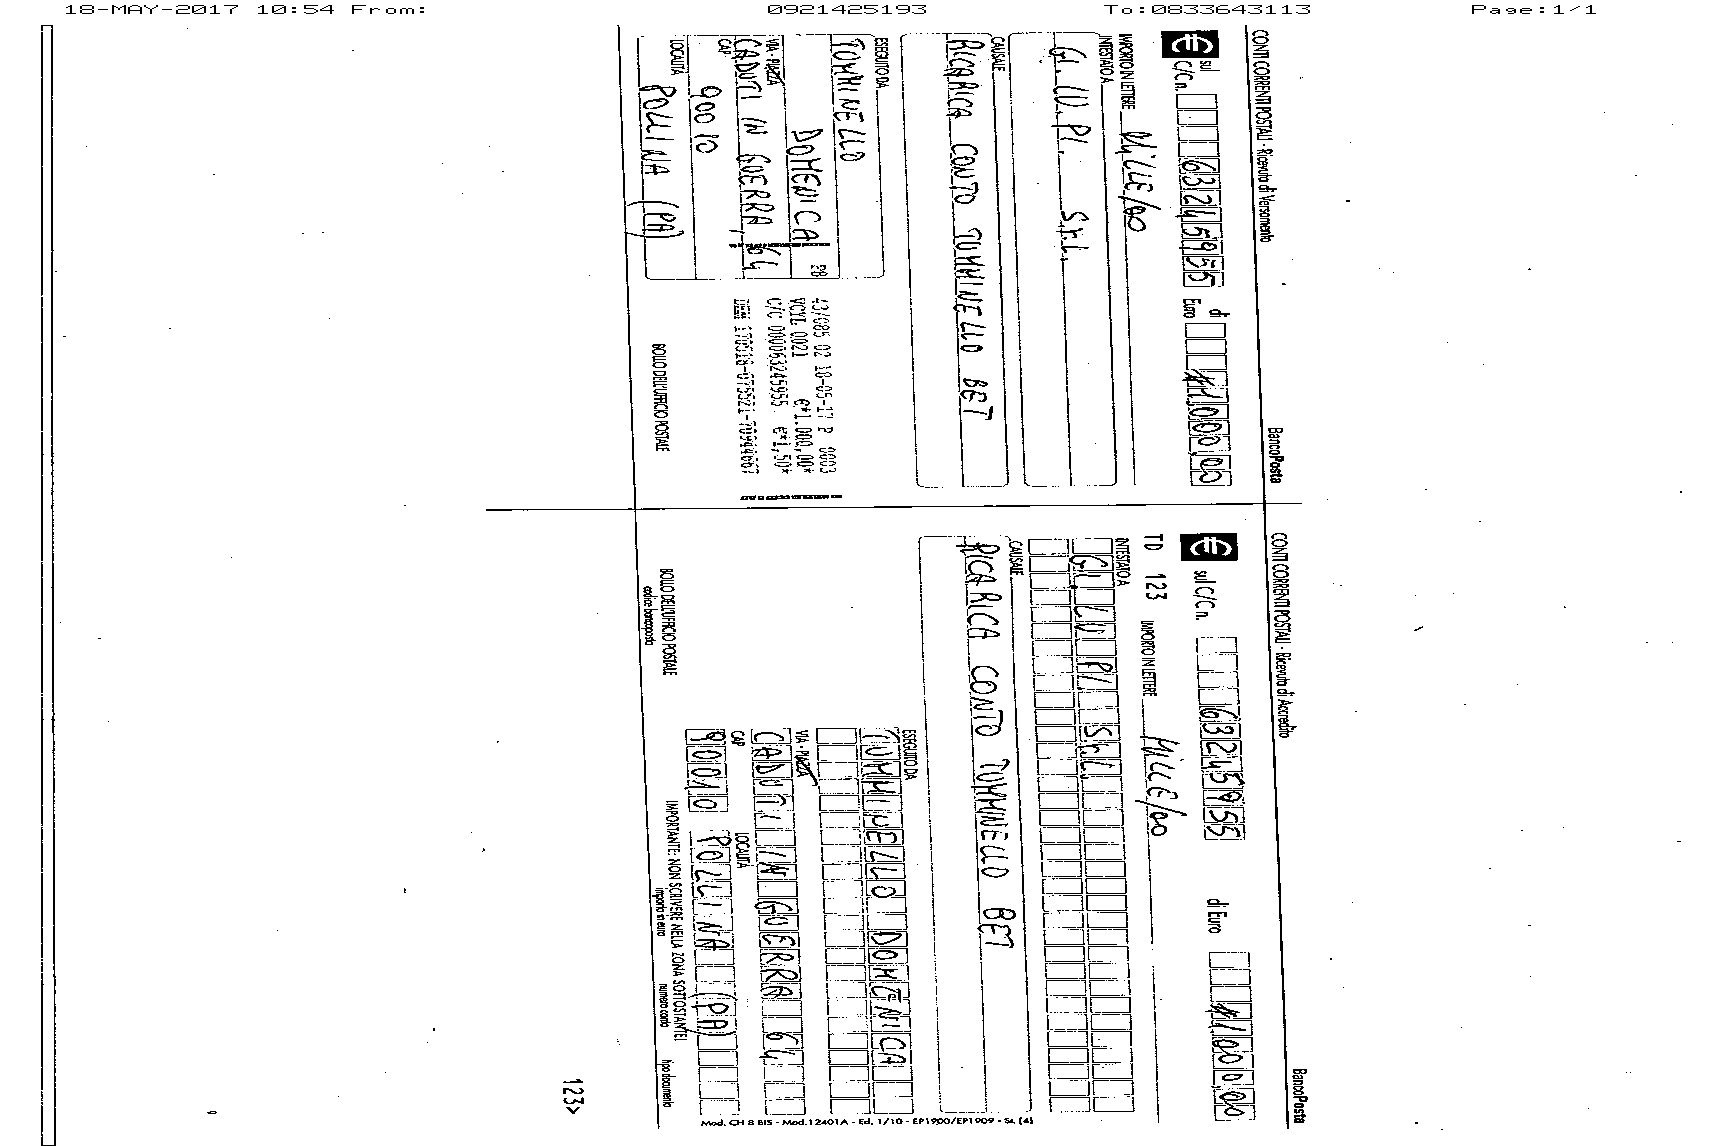 18-MAY-2017 10:54 From: 0921425193 To:0833643113 Page:1/1
CONTI CORRENTI POSTALI - Ricevuta di Versamento BancoPosta
sul C/C n. 63245955 di Euro 1.000,00
IMPORTO IN LETTERE MILLE/00
INTESTATO A
GI.LU.PI. S.r.L.
CAUSALE
RICARICA CONTO TUMMINELLO BET
ESEGUITO DA
TUMMINELLO
DOMENICA
VIA - PIAZZA
CADUTI IN GUERRA, 64
CAP
90010
LOCALITÀ
POLLINA (PA)
43/085 02 18-05-17 P 0003
VCYL 0021 €*1.000,00*
C/C 000063245955 €*1,50*
BOLLO DELL'UFFICIO POSTALE
CONTI CORRENTI POSTALI - Ricevuta di Accredito BancoPosta
sul C/C n. 63245955 di Euro 1.000,00
TD 123 IMPORTO IN LETTERE MILLE/00
INTESTATO A
GI.LU PI S.r.L.
CAUSALE
RICARICA CONTO TUMMINELLO BET
ESEGUITO DA
TUMMINELLO DOMENICA
VIA - PIAZZA
CADUTI IN GUERRA 64
CAP LOCALITÀ
90010 POLLINA (PA)
BOLLO DELL'UFFICIO POSTALE
codice bancoposta
IMPORTANTE: NON SCRIVERE NELLA ZONA SOTTOSTANTE!
importo in euro numero conto tipo documento
123>
Mod. CH 8 BIS - Mod.12401A - Ed. 1/10 - EP1900/EP1909 - St. (4)